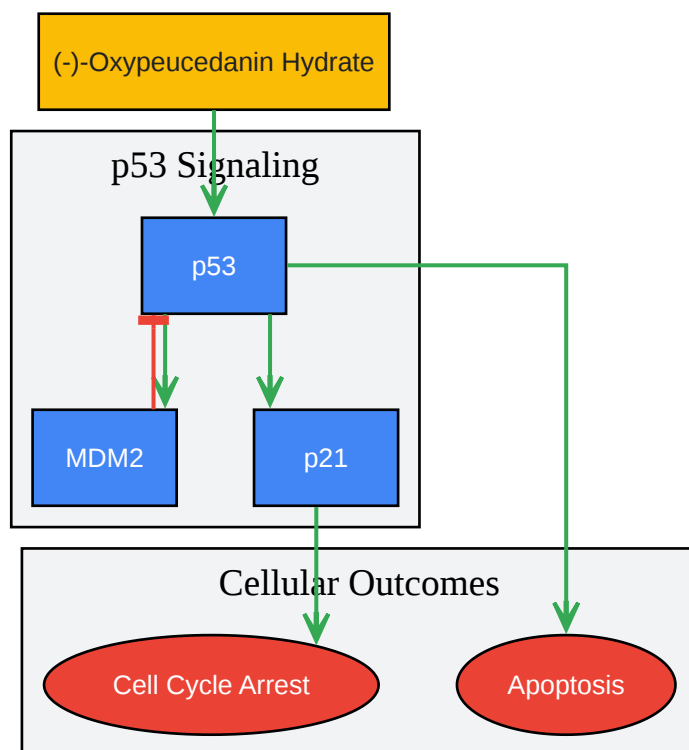 (-)-Oxypeucedanin Hydrate
p53 Signaling
p53
MDM2
p21
Cellular Outcomes
Cell Cycle Arrest
Apoptosis